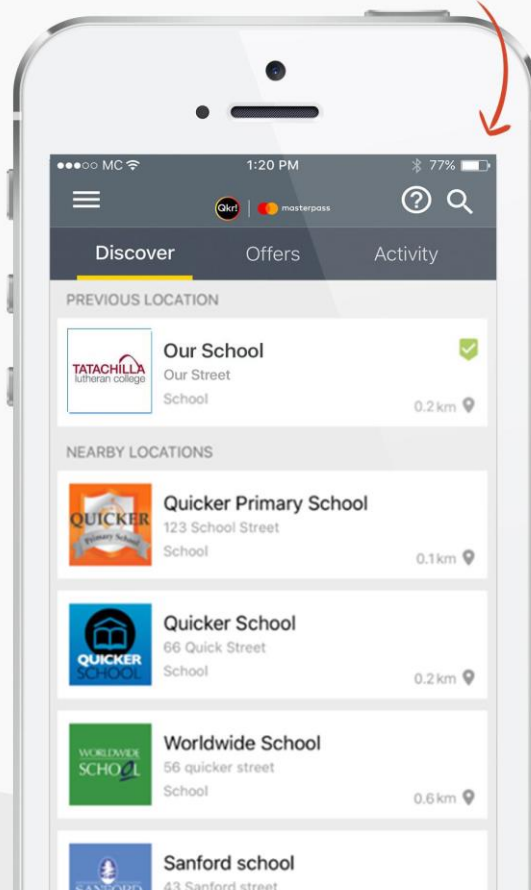 MC
1:20 PM
77%
Qkr!
masterpass
Discover
Offers
Activity
PREVIOUS LOCATION
TATACHILLA
lutheran college
Our School
Our Street
School
0.2 km
NEARBY LOCATIONS
QUICKER
Primary School
Quicker Primary School
123 School Street
School
0.1 km
QUICKER
SCHOOL
Quicker School
66 Quick Street
School
0.2 km
WORLDWIDE
SCHOOL
Worldwide School
56 quicker street
School
0.6 km
SANFORD
Sanford school
43 Sanford street